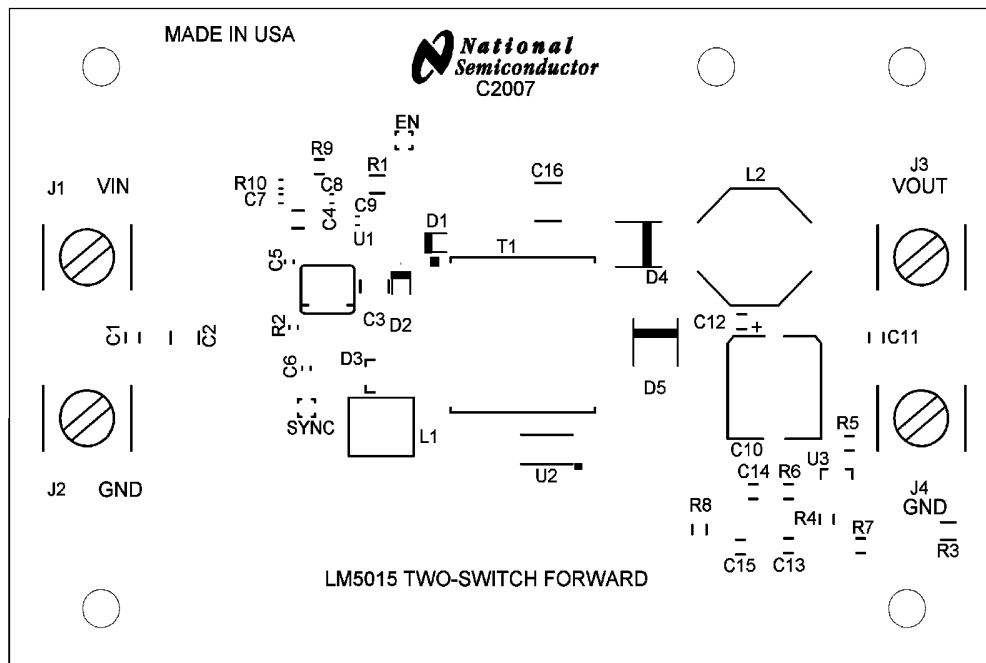 MADE IN USA
National
Semiconductor
C2007
EN
R9
R1
C16
J3
J1 VIN
R10
C8
L2
VOUT
C7
C4
C9
D1
U1
T1
C5
D4
C3
D2
C12
+
C1
C2
R2
C11
D3
C6
D5
SYNC
L1
R5
C10
U3
U2
C14
R6
J2 GND
J4
GND
R8
R4
R7
R3
C15
C13
LM5015 TWO-SWITCH FORWARD